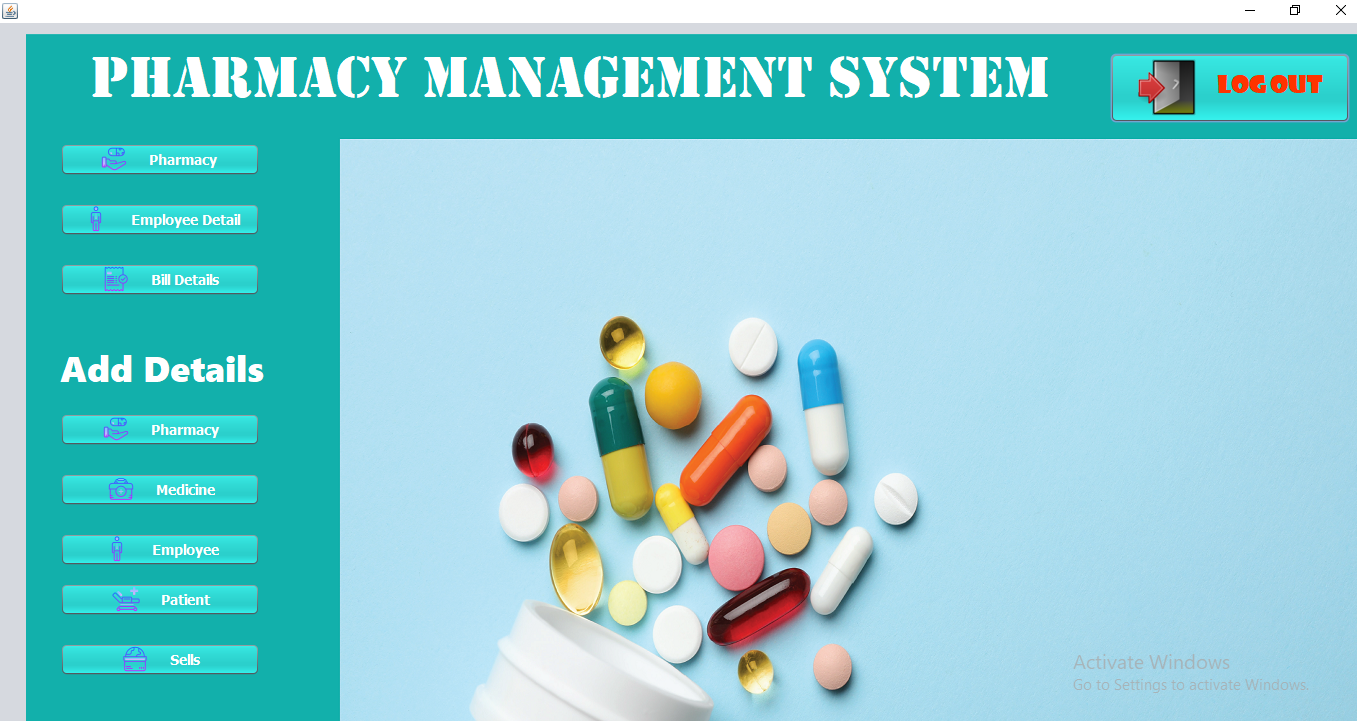 PHARMACY MANAGEMENT SYSTEM
LOG OUT
Pharmacy
Employee Detail
Bill Details
Add Details
Pharmacy
Medicine
Employee
Patient
Sells
Activate Windows
Go to Settings to activate Windows.